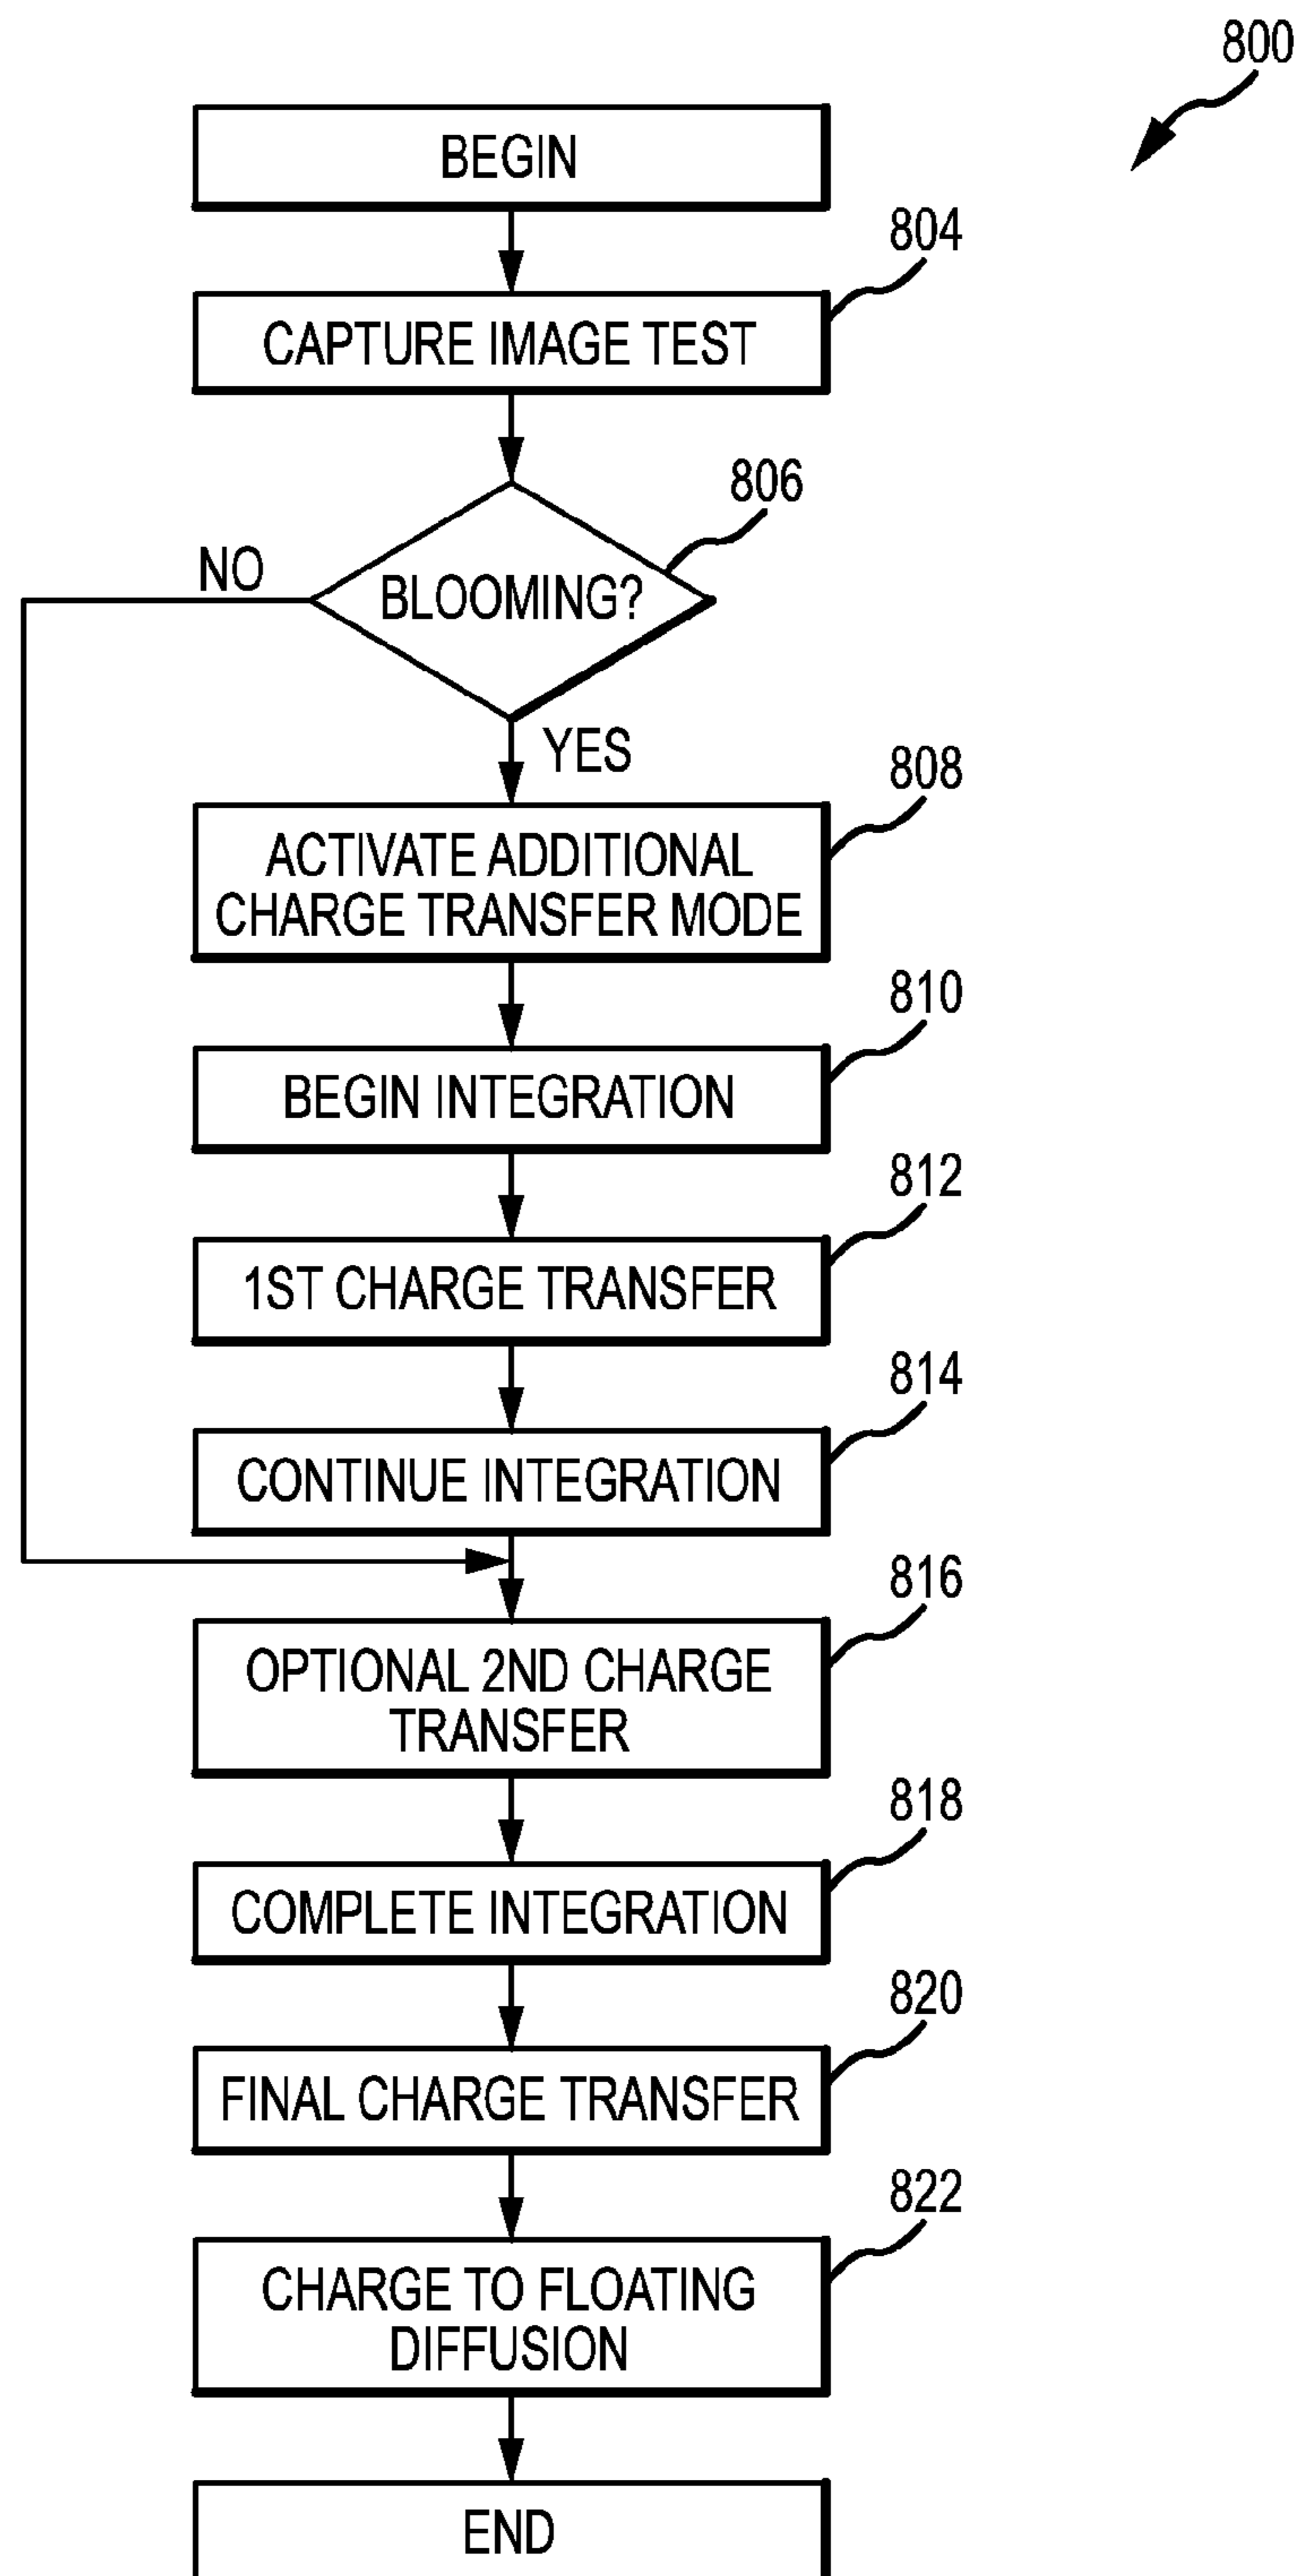 800
BEGIN
804
CAPTURE IMAGE TEST
806
NO
BLOOMING?
YES
808
ACTIVATE ADDITIONAL
CHARGE TRANSFER MODE
810
BEGIN INTEGRATION
812
1ST CHARGE TRANSFER
814
CONTINUE INTEGRATION
816
OPTIONAL 2ND CHARGE
TRANSFER
818
COMPLETE INTEGRATION
820
FINAL CHARGE TRANSFER
822
CHARGE TO FLOATING
DIFFUSION
END